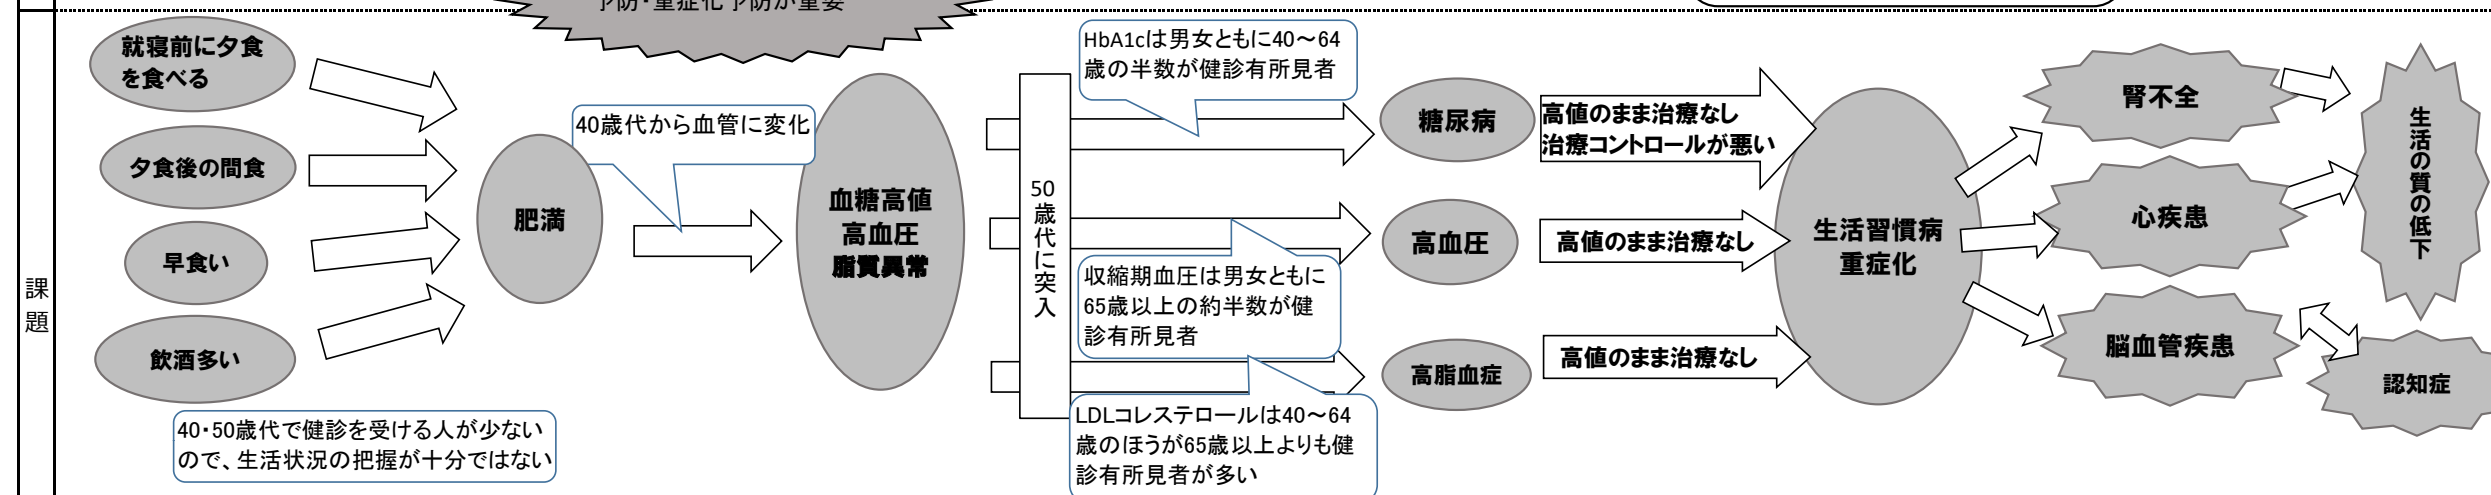 予防・重症化予防が重要
課題
就寝前に夕食
を食べる
夕食後の間食
早食い
飲酒多い
40・50歳代で健診を受ける人が少ない
ので、生活状況の把握が十分ではない
肥満
40歳代から血管に変化
血糖高値
高血圧
脂質異常
50歳代に突入
HbA1cは男女ともに40～64
歳の半数が健診有所見者
収縮期血圧は男女ともに
65歳以上の約半数が健
診有所見者
LDLコレステロールは40～64
歳のほうが65歳以上よりも健
診有所見者が多い
糖尿病
高血圧
高脂血症
高値のまま治療なし
治療コントロールが悪い
高値のまま治療なし
高値のまま治療なし
生活習慣病
重症化
腎不全
心疾患
脳血管疾患
生活の質の低下
認知症